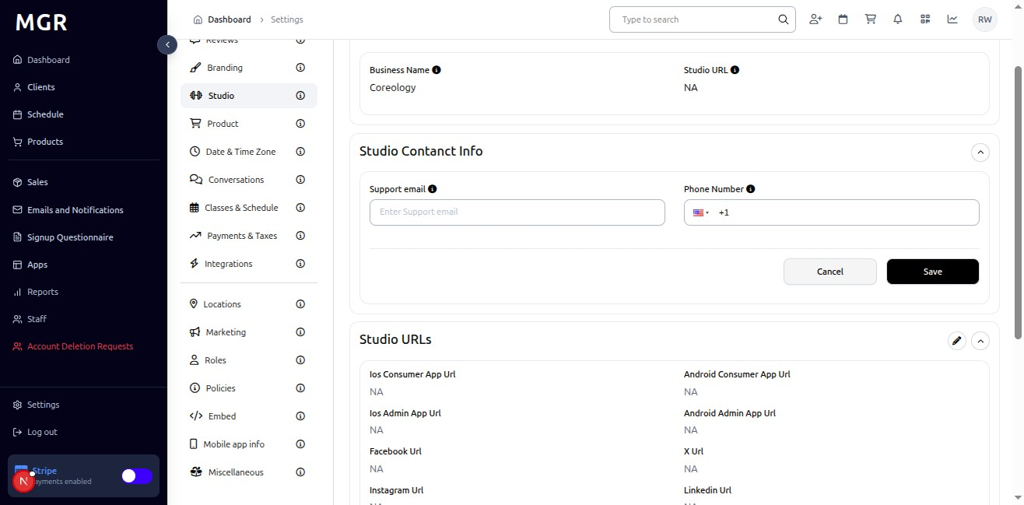 MGR
Dashboard
Clients
Schedule
Products
Sales
Emails and Notifications
Signup Questionnaire
Apps
Reports
Staff
Account Deletion Requests
Settings
Log out
Stripe
ayments enabled
N
Dashboard > Settings
Type to search
RW
Reviews
Branding
Studio
Product
Date & Time Zone
Conversations
Classes & Schedule
Payments & Taxes
Integrations
Locations
Marketing
Roles
Policies
Embed
Mobile app info
Miscellaneous
Business Name Studio URL
Coreology NA
Studio Contanct Info
Support email Phone Number
Enter Support email +1
Cancel Save
Studio URLs
Ios Consumer App Url Android Consumer App Url
NA NA
Ios Admin App Url Android Admin App Url
NA NA
Facebook Url X Url
NA NA
Instagram Url Linkedin Url